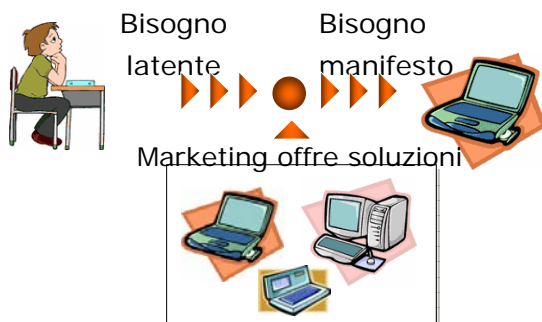 Bisogno
latente
Bisogno
manifesto
Marketing offre soluzioni